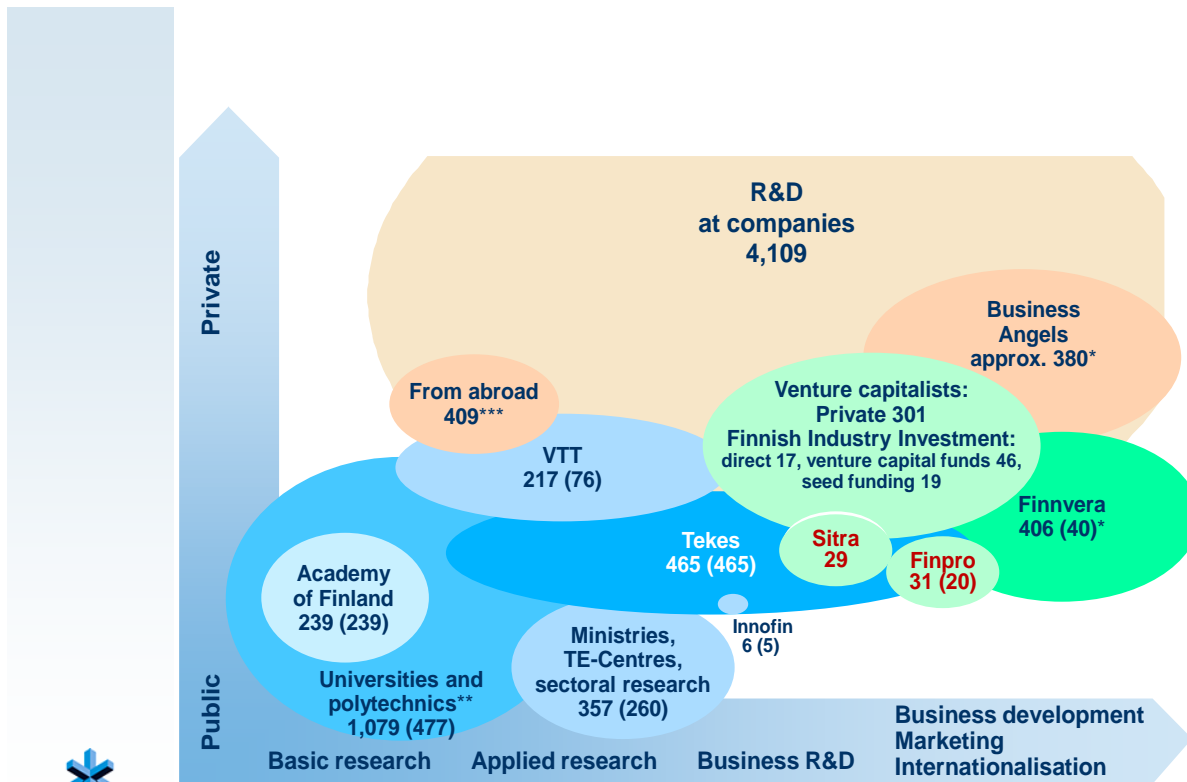 R&D
at companies
4,109
Private
Business
Angels
approx. 380*
From abroad
409***
Venture capitalists:
Private 301
Finnish Industry Investment:
direct 17, venture capital funds 46,
seed funding 19
VTT
217 (76)
Finnvera
406 (40)*
Tekes
465 (465)
Sitra
29
Finpro
31 (20)
Academy
of Finland
239 (239)
Innofin
6 (5)
Ministries,
TE-Centres,
sectoral research
357 (260)
Universities and
polytechnics**
1,079 (477)
Public
Basic research
Applied research
Business R&D
Business development
Marketing
Internationalisation